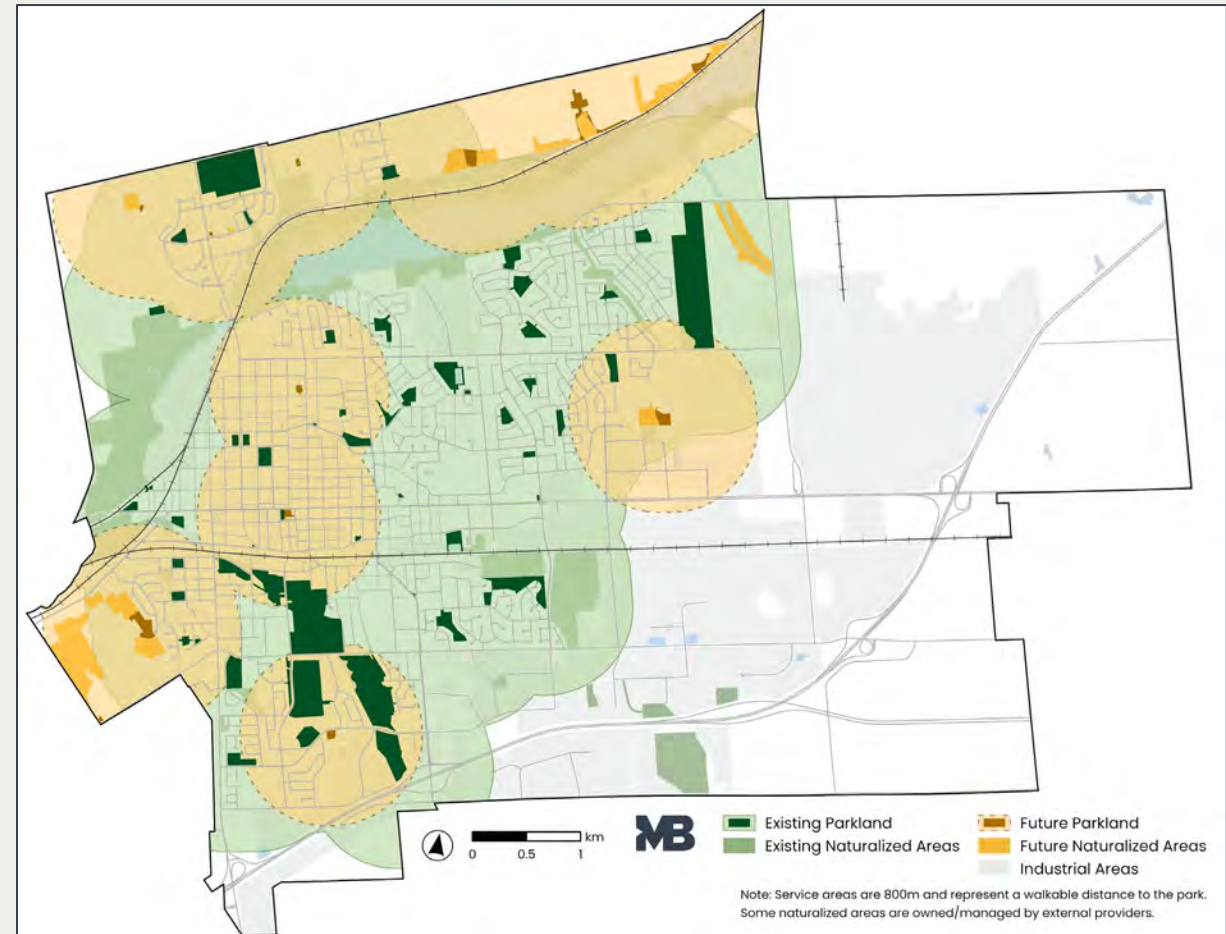 km
0 0.5 1
MB
Existing Parkland
Existing Naturalized Areas
Future Parkland
Future Naturalized Areas
Industrial Areas
Note: Service areas are 800m and represent a walkable distance to the park.
Some naturalized areas are owned/managed by external providers.